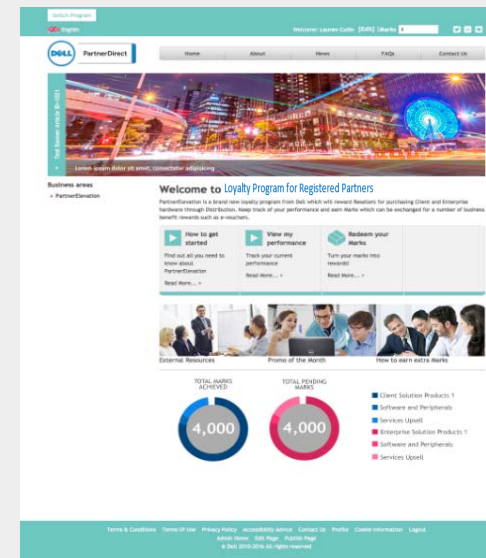 Switch Program
English
Welcome: Lauren Collin [Edit] |Marks
DELL PartnerDirect
Home About News FAQs Contact Us
Test Banner Article ID-1021
Lorem ipsum dolor sit amet, consectetur adipiscing
Business areas
PartnerElevation
Welcome to Loyalty Program for Registered Partners
PartnerElevation is a brand new loyalty program from Dell which will reward Resellers for purchasing Client and Enterprise
hardware through Distribution. Keep track of your performance and earn Marks which can be exchanged for a number of business
benefit rewards such as e-vouchers.
How to get
started
Find out all you need to
know about
PartnerElevation
Read More... »
View my
performance
Track your current
performance
Read More... »
Redeem your
Marks
Turn your marks into
rewards!
Read More... »
External Resources
Promo of the Month
How to earn extra Marks
TOTAL MARKS
ACHIEVED
4,000
TOTAL PENDING
MARKS
4,000
Client Solution Products 1
Software and Peripherals
Services Upsell
Enterprise Solution Products 1
Software and Peripherals
Services Upsell
Terms & Conditions Terms Of Use Privacy Policy Accessibility Advice Contact Us Profile Cookie Information Logout
Admin Home Edit Page Publish Page
© Dell 2010-2016 All rights reserved